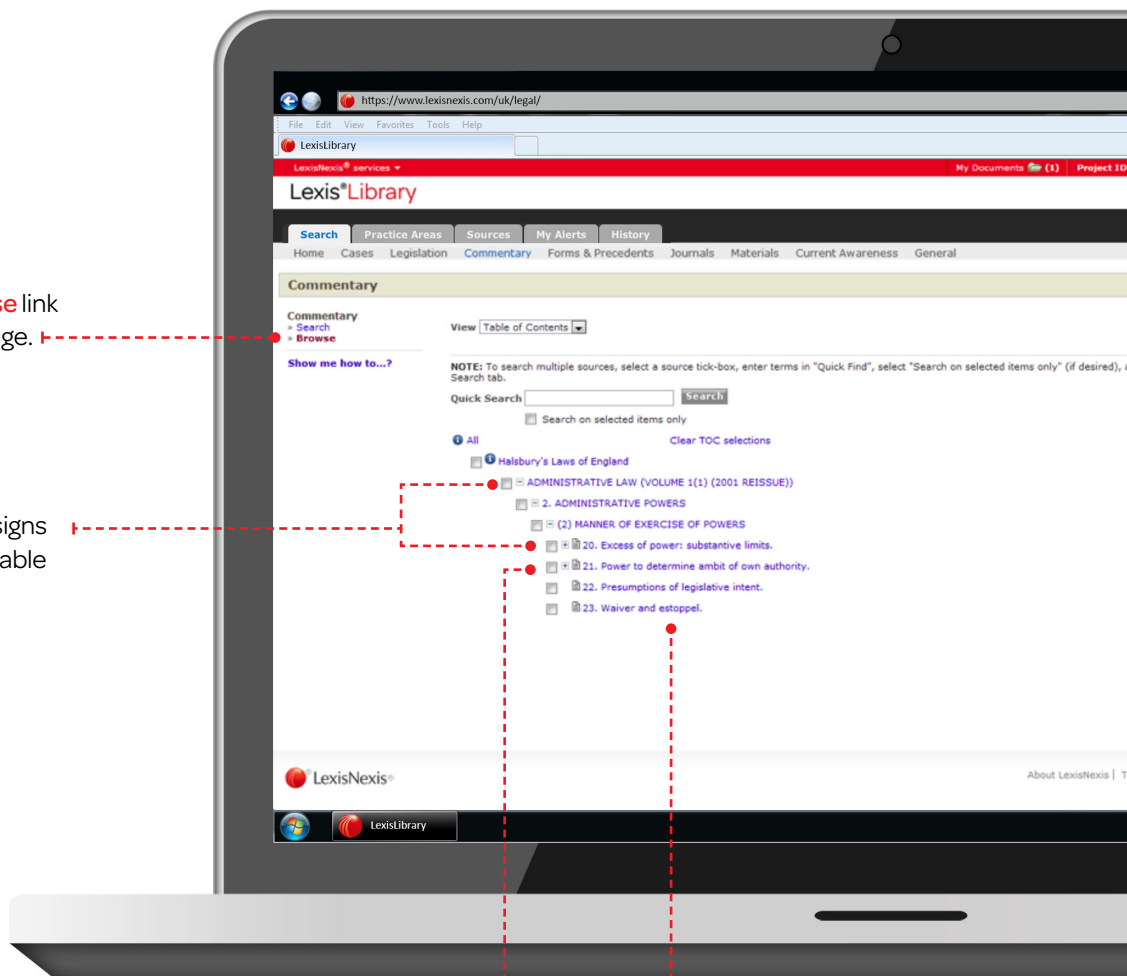 https://www.lexisnexis.com/uk/legal/
File Edit View Favorites Tools Help
LexisLibrary
LexisNexis® services
My Documents (1) Project ID
Lexis®Library
Search Practice Areas Sources My Alerts History
Home Cases Legislation Commentary Forms & Precedents Journals Materials Current Awareness General
Commentary
se link
ge.
Commentary
» Search
» Browse
Show me how to...?
View Table of Contents
NOTE: To search multiple sources, select a source tick-box, enter terms in "Quick Find", select "Search on selected items only" (if desired), a
Search tab.
Quick Search Search
Search on selected items only
All Clear TOC selections
Halsbury's Laws of England
ADMINISTRATIVE LAW (VOLUME 1(1) (2001 REISSUE))
2. ADMINISTRATIVE POWERS
(2) MANNER OF EXERCISE OF POWERS
signs
able
20. Excess of power: substantive limits.
21. Power to determine ambit of own authority.
22. Presumptions of legislative intent.
23. Waiver and estoppel.
LexisNexis®
About LexisNexis | T
LexisLibrary